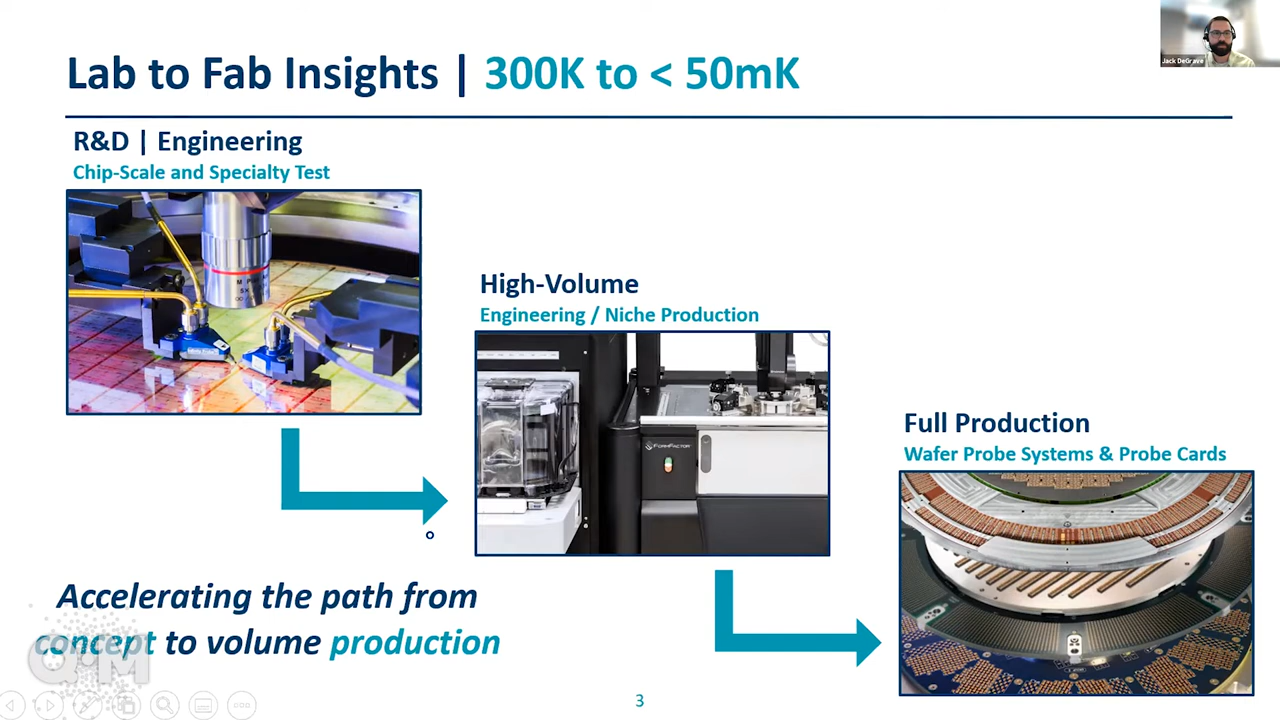 Lab to Fab Insights | 300K to < 50mK
Jack DeGrave
R&D | Engineering
Chip-Scale and Specialty Test
High-Volume
Engineering / Niche Production
FORMFACTOR
Full Production
Wafer Probe Systems & Probe Cards
Accelerating the path from
concept to volume production
QM
3